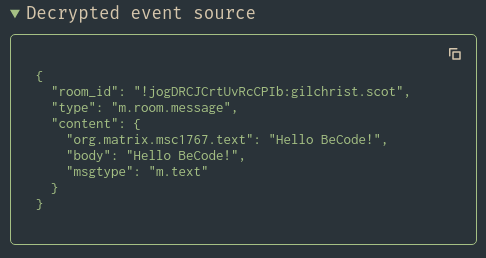 ▼ Decrypted event source
{
  "room_id": "!jogDRCJCrtUvRcCPIb:gilchrist.scot",
  "type": "m.room.message",
  "content": {
    "org.matrix.msc1767.text": "Hello BeCode!",
    "body": "Hello BeCode!",
    "msgtype": "m.text"
  }
}